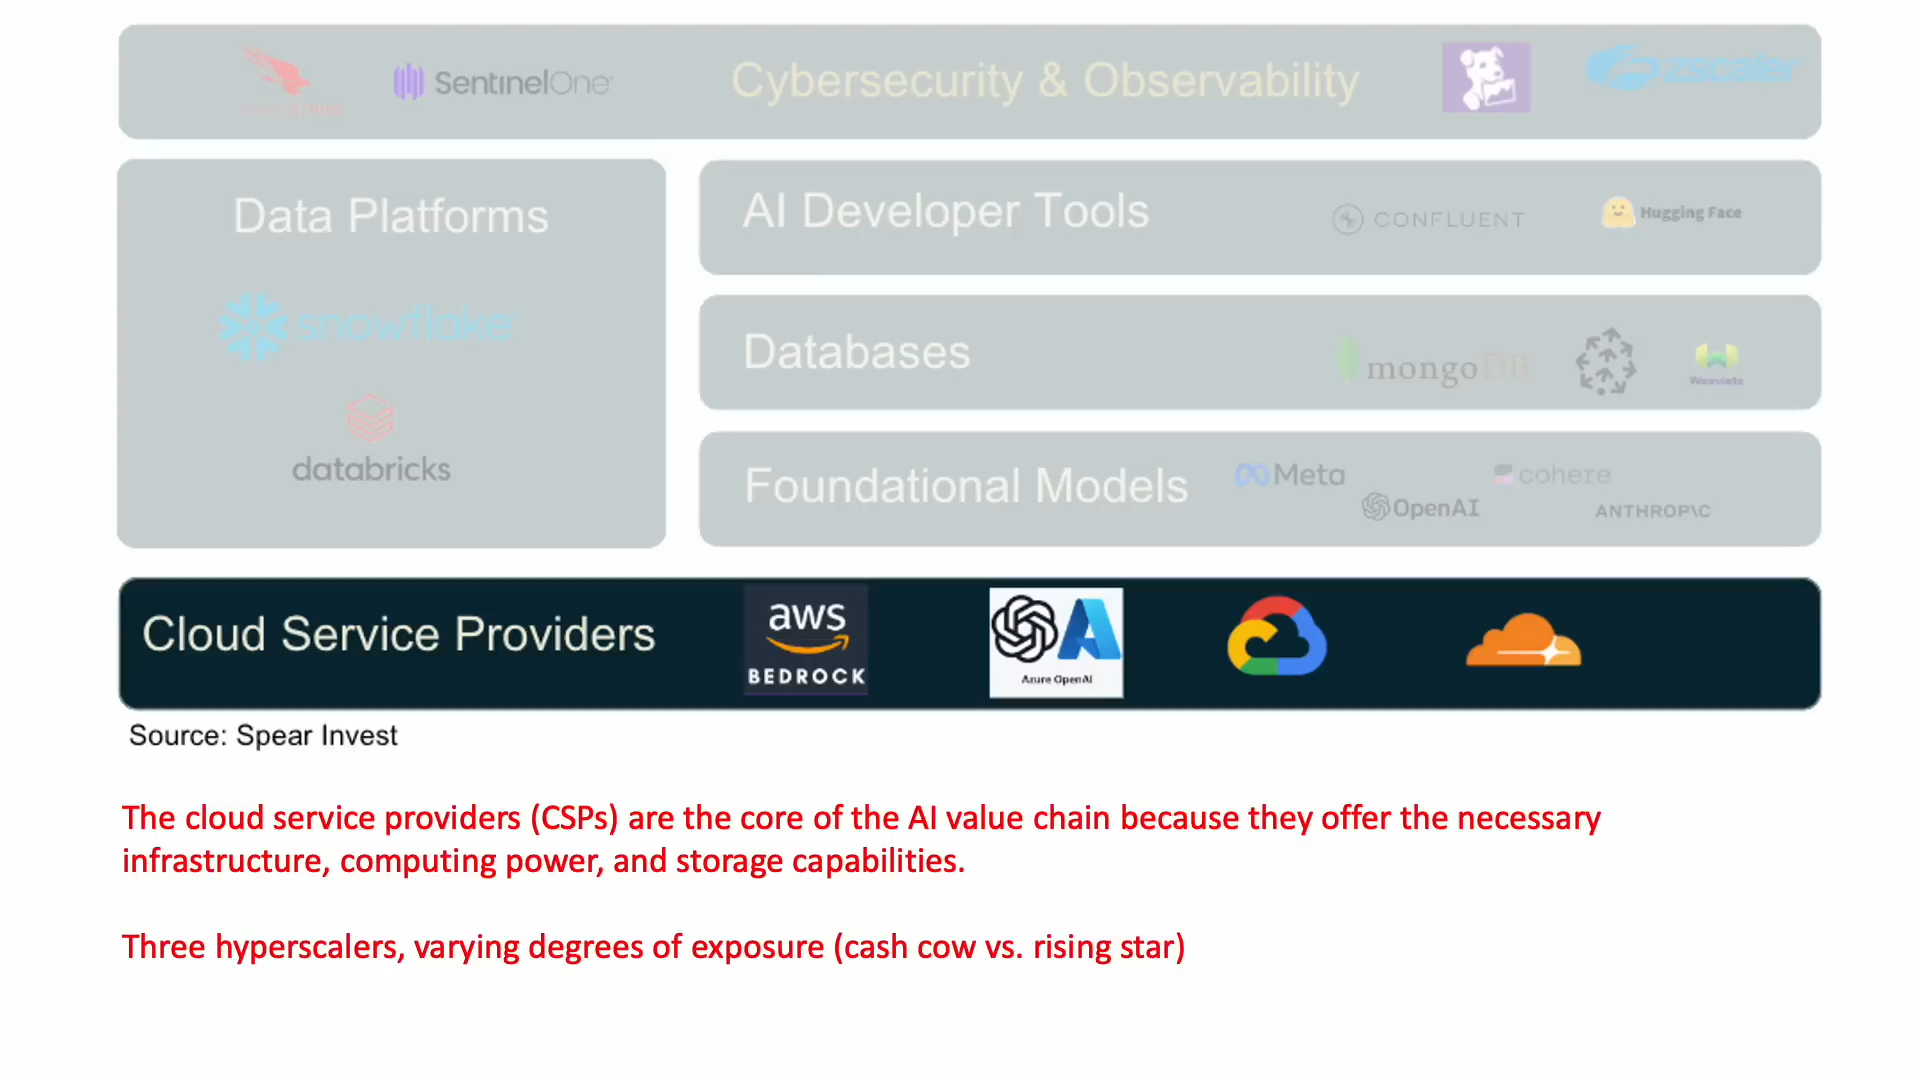 SentinelOne
Cybersecurity & Observability
zscaler
Data Platforms
snowflake
databricks
AI Developer Tools
CONFLUENT
Hugging Face
Databases
mongoDB
Foundational Models
Meta
cohere
OpenAI
ANTHROP\C
Cloud Service Providers
aws
BEDROCK
Azure OpenAI
Source: Spear Invest
The cloud service providers (CSPs) are the core of the AI value chain because they offer the necessary
infrastructure, computing power, and storage capabilities.
Three hyperscalers, varying degrees of exposure (cash cow vs. rising star)